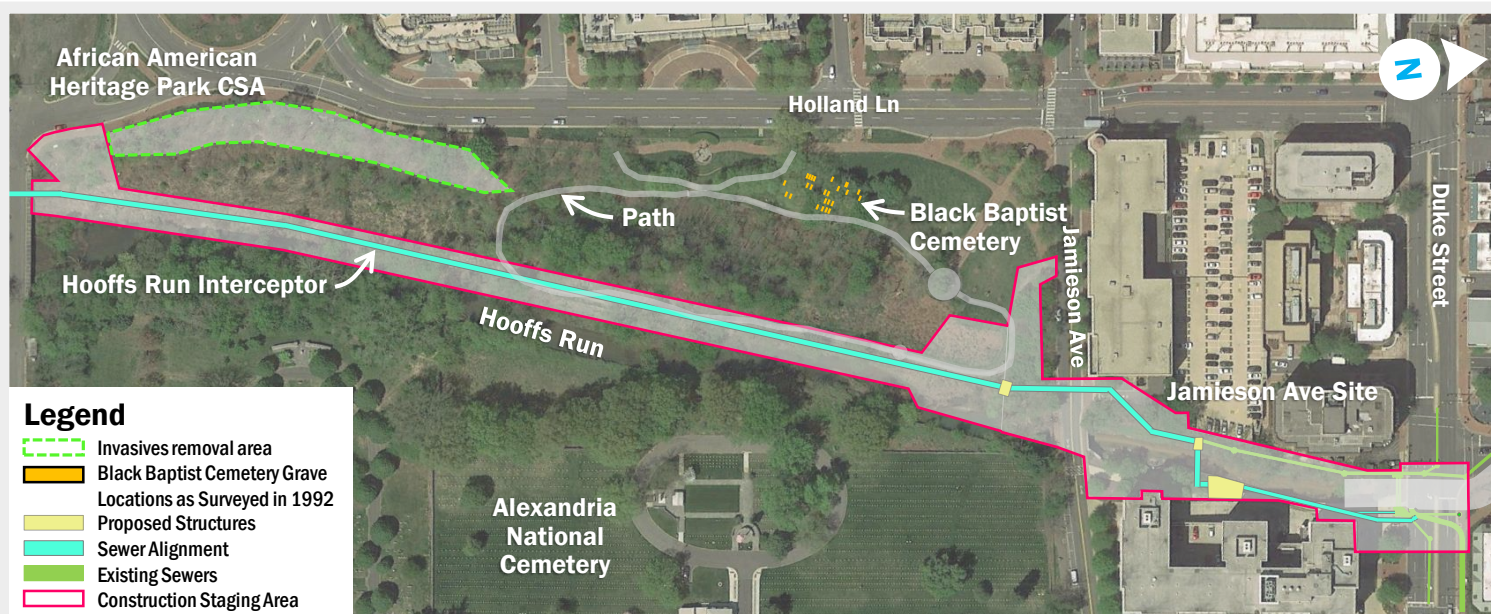 African American
Heritage Park CSA
Holland Ln
N
Path
Black Baptist
Cemetery
Jamieson Ave
Duke Street
Hooffs Run Interceptor
Hooffs Run
Jamieson Ave Site
Alexandria
National
Cemetery
Legend
Invasives removal area
Black Baptist Cemetery Grave
Locations as Surveyed in 1992
Proposed Structures
Sewer Alignment
Existing Sewers
Construction Staging Area